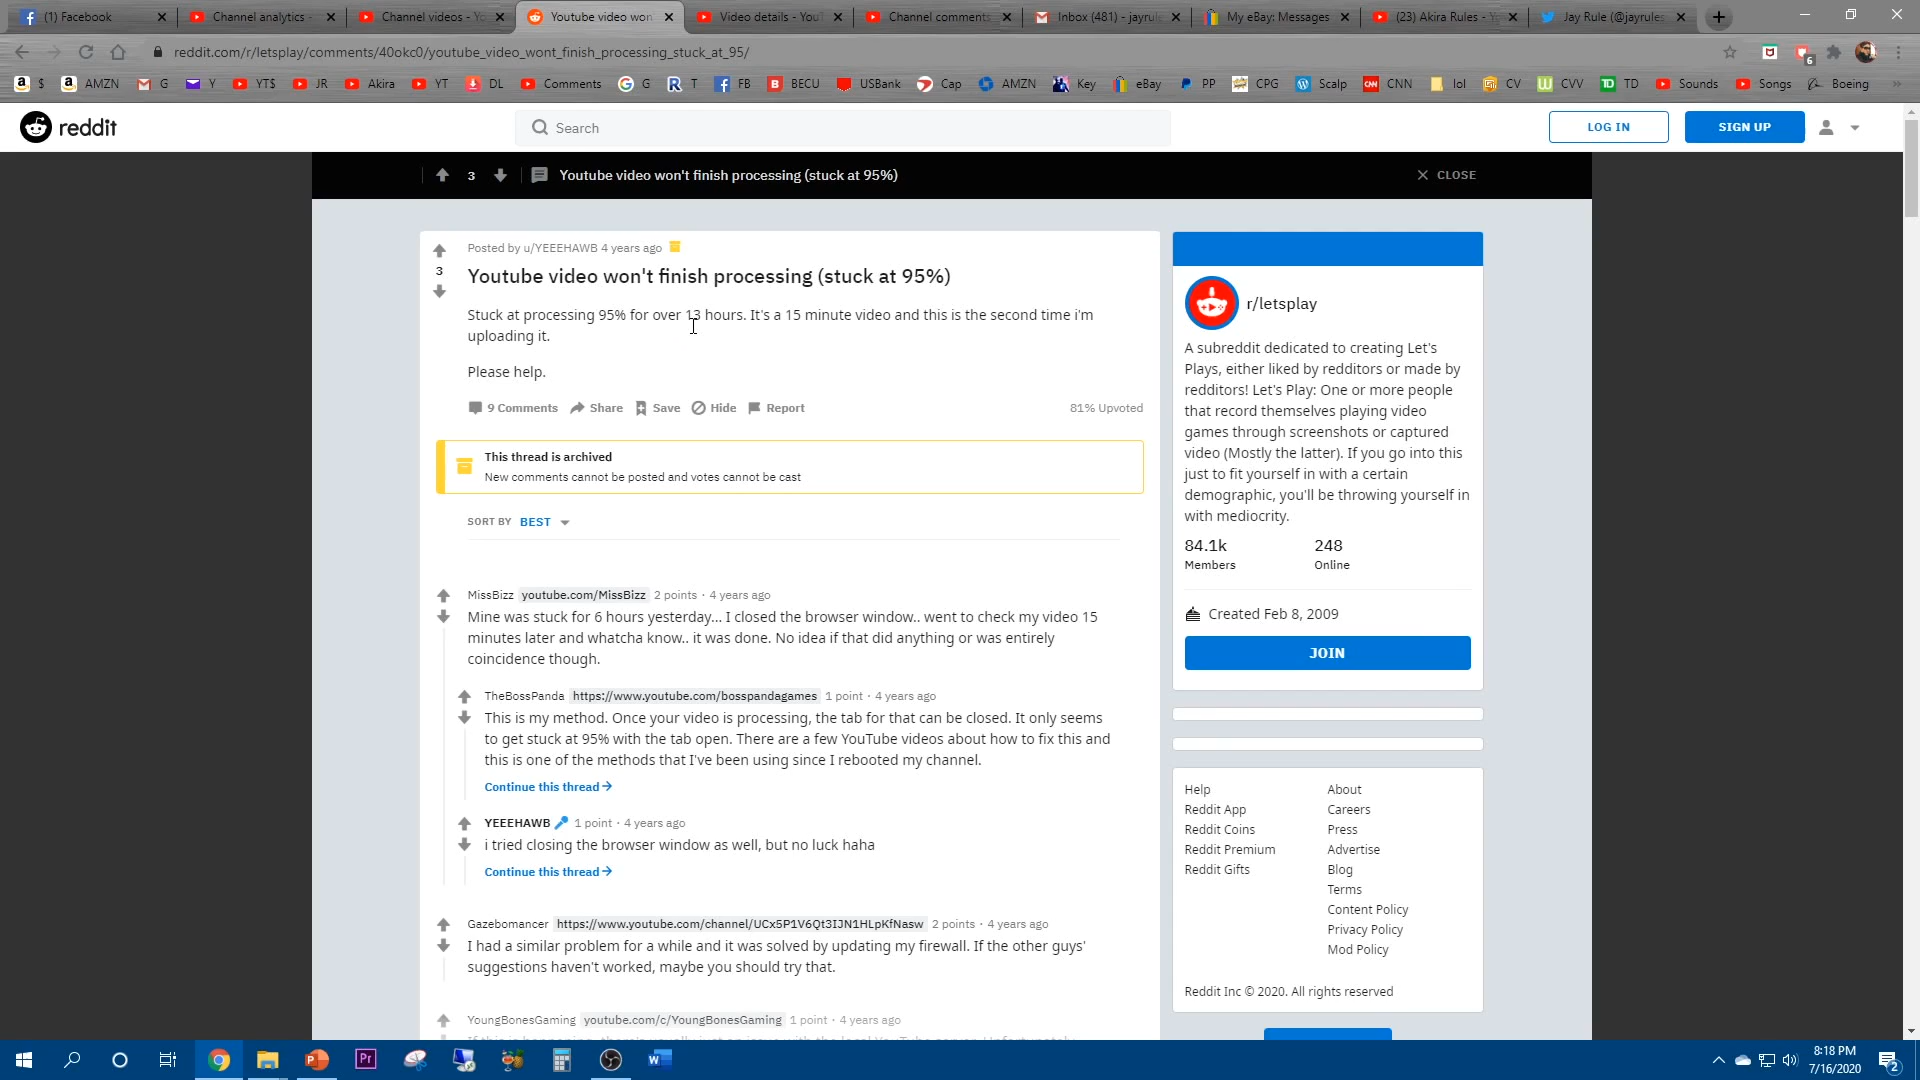 (1) Facebook
Channel analytics -
Channel videos - Yo
Youtube video won'
Video details - YouT
Channel comments
Inbox (481) - jayrule
My eBay: Messages
(23) Akira Rules - Y
Jay Rule (@jayrules
reddit.com/r/letsplay/comments/40okc0/youtube_video_wont_finish_processing_stuck_at_95/
6
$ AMZN G Y YT$ JR Akira YT DL Comments G T FB BECU USBank Cap AMZN Key eBay PP CPG Scalp CNN lol CV CVV TD Sounds Songs Boeing »
reddit
Search
LOG IN
SIGN UP
3
Youtube video won't finish processing (stuck at 95%)
CLOSE
Posted by u/YEEEHAWB 4 years ago
3
Youtube video won't finish processing (stuck at 95%)
Stuck at processing 95% for over 13 hours. It's a 15 minute video and this is the second time i'm
uploading it.
Please help.
9 Comments Share Save Hide Report
81% Upvoted
This thread is archived
New comments cannot be posted and votes cannot be cast
SORT BY BEST
MissBizz youtube.com/MissBizz 2 points · 4 years ago
Mine was stuck for 6 hours yesterday... I closed the browser window.. went to check my video 15
minutes later and whatcha know.. it was done. No idea if that did anything or was entirely
coincidence though.
TheBossPanda https://www.youtube.com/bosspandagames 1 point · 4 years ago
This is my method. Once your video is processing, the tab for that can be closed. It only seems
to get stuck at 95% with the tab open. There are a few YouTube videos about how to fix this and
this is one of the methods that I've been using since I rebooted my channel.
Continue this thread →
YEEEHAWB 1 point · 4 years ago
i tried closing the browser window as well, but no luck haha
Continue this thread →
Gazebomancer https://www.youtube.com/channel/UCx5P1V6Qt3IJN1HLpKfNasw 2 points · 4 years ago
I had a similar problem for a while and it was solved by updating my firewall. If the other guys'
suggestions haven't worked, maybe you should try that.
YoungBonesGaming youtube.com/c/YoungBonesGaming 1 point · 4 years ago
r/letsplay
A subreddit dedicated to creating Let's
Plays, either liked by redditors or made by
redditors! Let's Play: One or more people
that record themselves playing video
games through screenshots or captured
video (Mostly the latter). If you go into this
just to fit yourself in with a certain
demographic, you'll be throwing yourself in
with mediocrity.
84.1k 248
Members Online
Created Feb 8, 2009
JOIN
Help About
Reddit App Careers
Reddit Coins Press
Reddit Premium Advertise
Reddit Gifts Blog
Terms
Content Policy
Privacy Policy
Mod Policy
Reddit Inc © 2020. All rights reserved
8:18 PM
7/16/2020
2